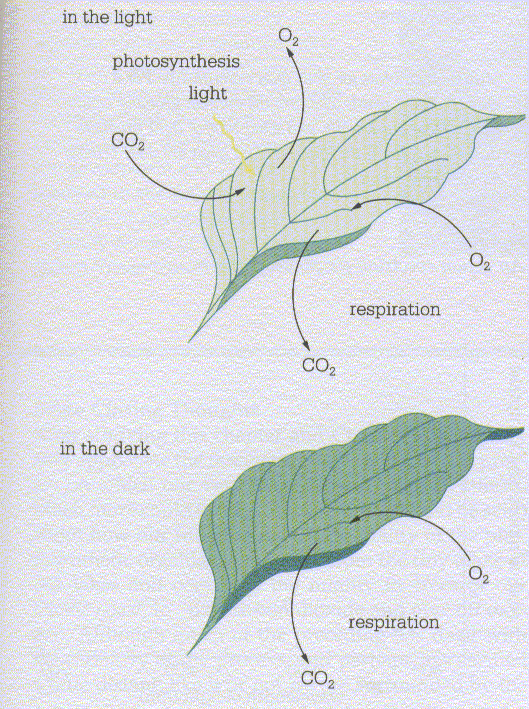 in the light
O₂
photosynthesis
light
CO₂
O₂
respiration
CO₂
in the dark
O₂
respiration
CO₂